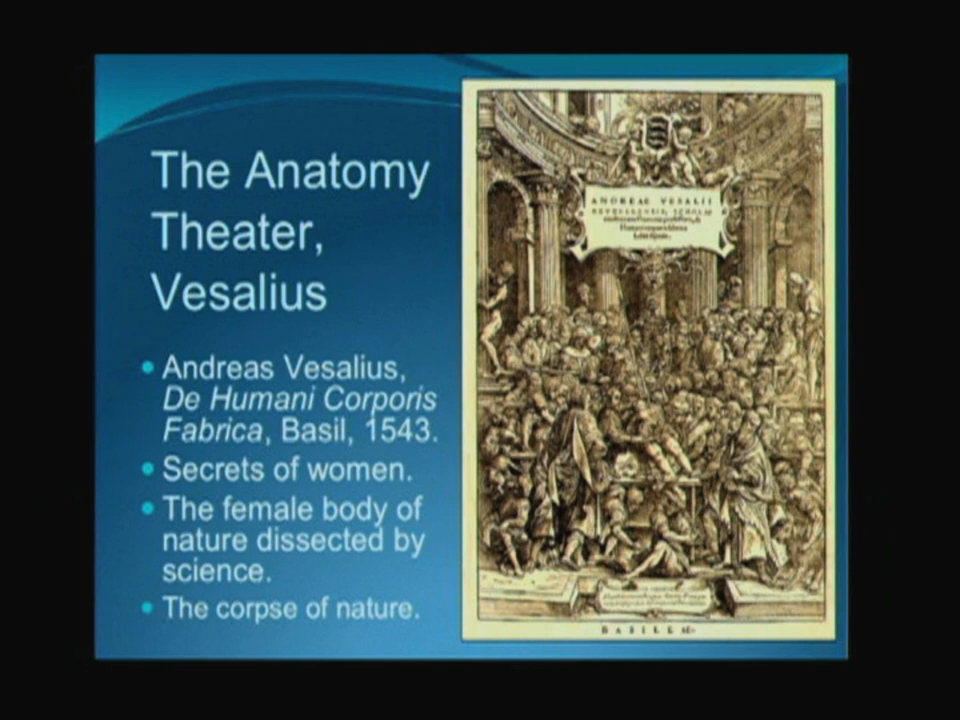 The Anatomy
Theater,
Vesalius
Andreas Vesalius,
De Humani Corporis
Fabrica, Basil, 1543.
Secrets of women.
The female body of
nature dissected by
science.
The corpse of nature.
ANDREAE VESALII
BASILEAE